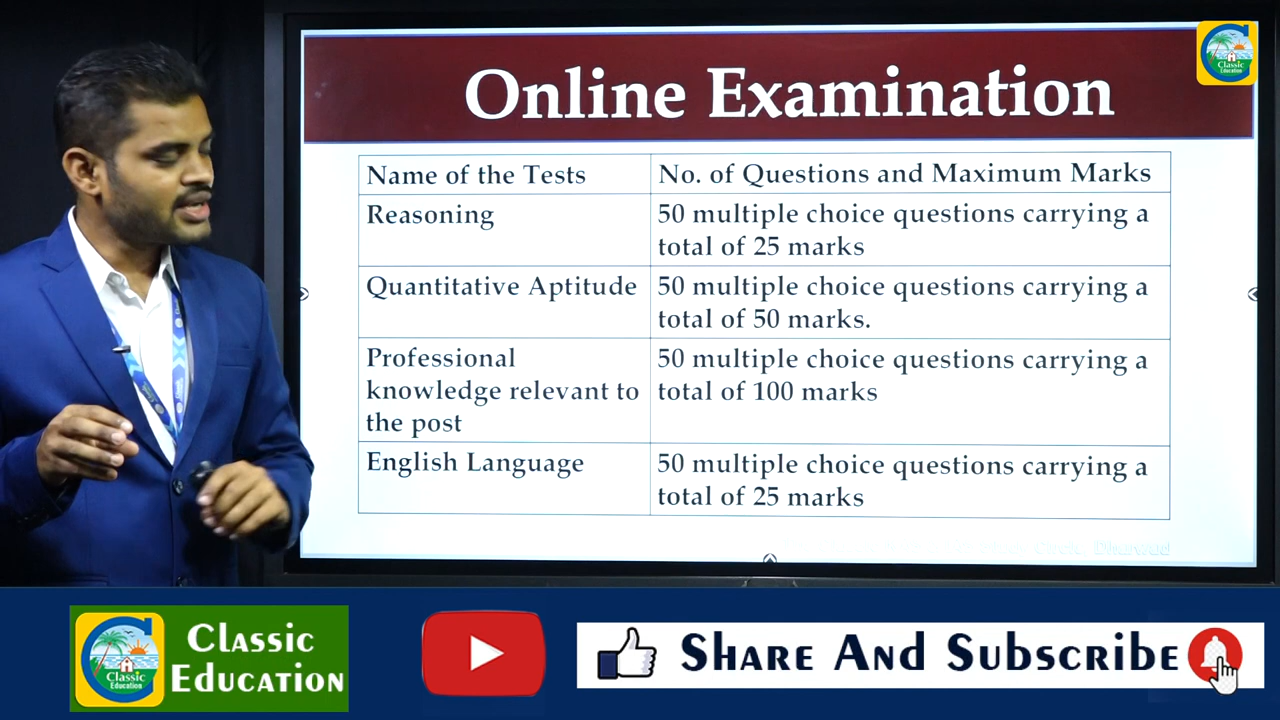 Online Examination
Classic
Education
Name of the Tests
No. of Questions and Maximum Marks
Reasoning
50 multiple choice questions carrying a
total of 25 marks
Quantitative Aptitude
50 multiple choice questions carrying a
total of 50 marks.
Professional
knowledge relevant to
the post
50 multiple choice questions carrying a
total of 100 marks
English Language
50 multiple choice questions carrying a
total of 25 marks
Dharwad
Classic
Education
Classic
Education
Share And Subscribe